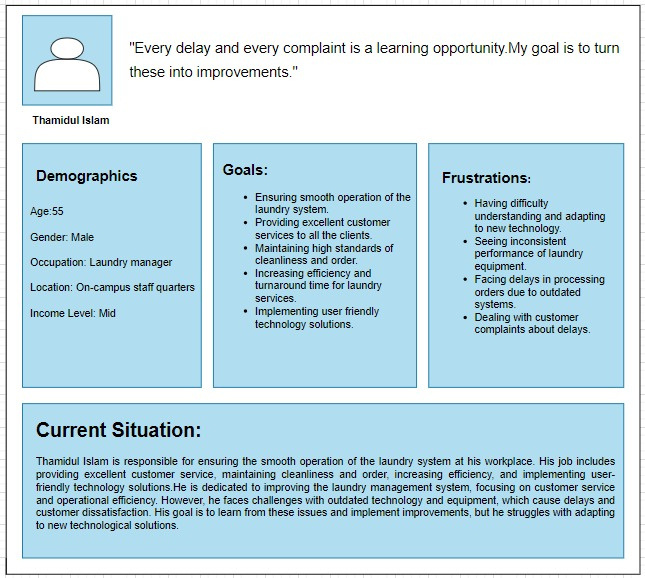 "Every delay and every complaint is a learning opportunity.My goal is to turn
these into improvements."
Thamidul Islam
Demographics
Age:55
Gender: Male
Occupation: Laundry manager
Location: On-campus staff quarters
Income Level: Mid
Goals:
• Ensuring smooth operation of the
laundry system.
• Providing excellent customer
services to all the clients.
• Maintaining high standards of
cleanliness and order.
• Increasing efficiency and
turnaround time for laundry
services.
• Implementing user friendly
technology solutions.
Frustrations:
• Having difficulty
understanding and adapting
to new technology.
• Seeing inconsistent
performance of laundry
equipment.
• Facing delays in processing
orders due to outdated
systems.
• Dealing with customer
complaints about delays.
Current Situation:
Thamidul Islam is responsible for ensuring the smooth operation of the laundry system at his workplace. His job includes
providing excellent customer service, maintaining cleanliness and order, increasing efficiency, and implementing user-
friendly technology solutions.He is dedicated to improving the laundry management system, focusing on customer service
and operational efficiency. However, he faces challenges with outdated technology and equipment, which cause delays and
customer dissatisfaction. His goal is to learn from these issues and implement improvements, but he struggles with adapting
to new technological solutions.